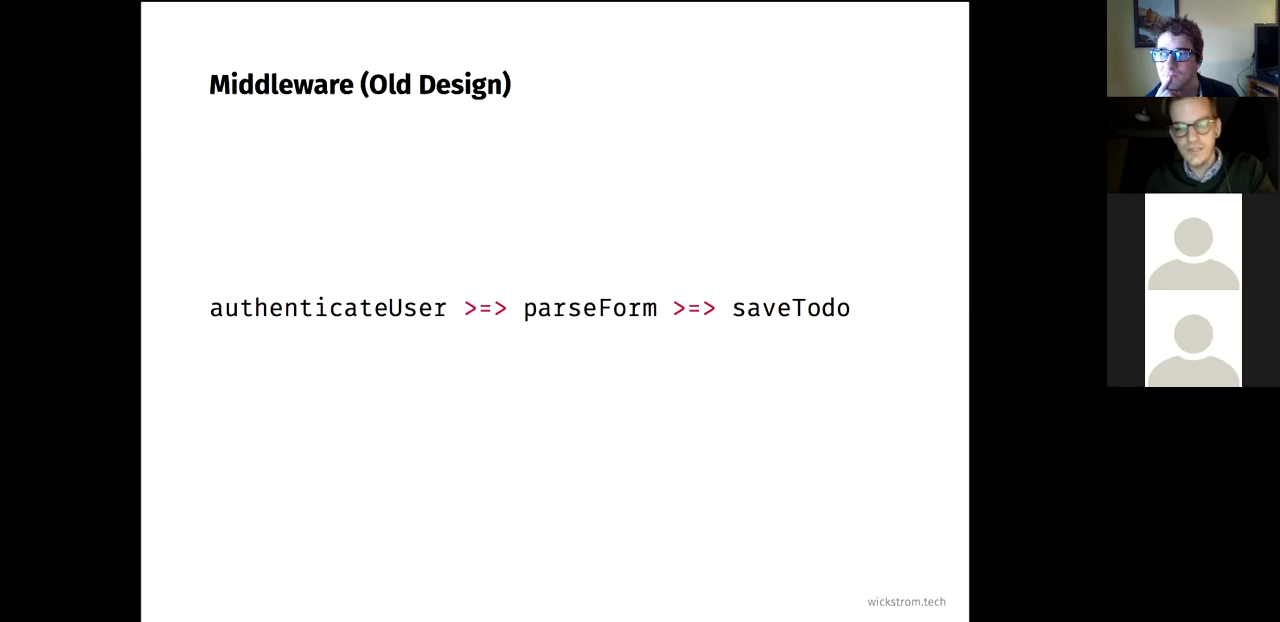 Middleware (Old Design)
authenticateUser >=> parseForm >=> saveTodo
wickstrom.tech